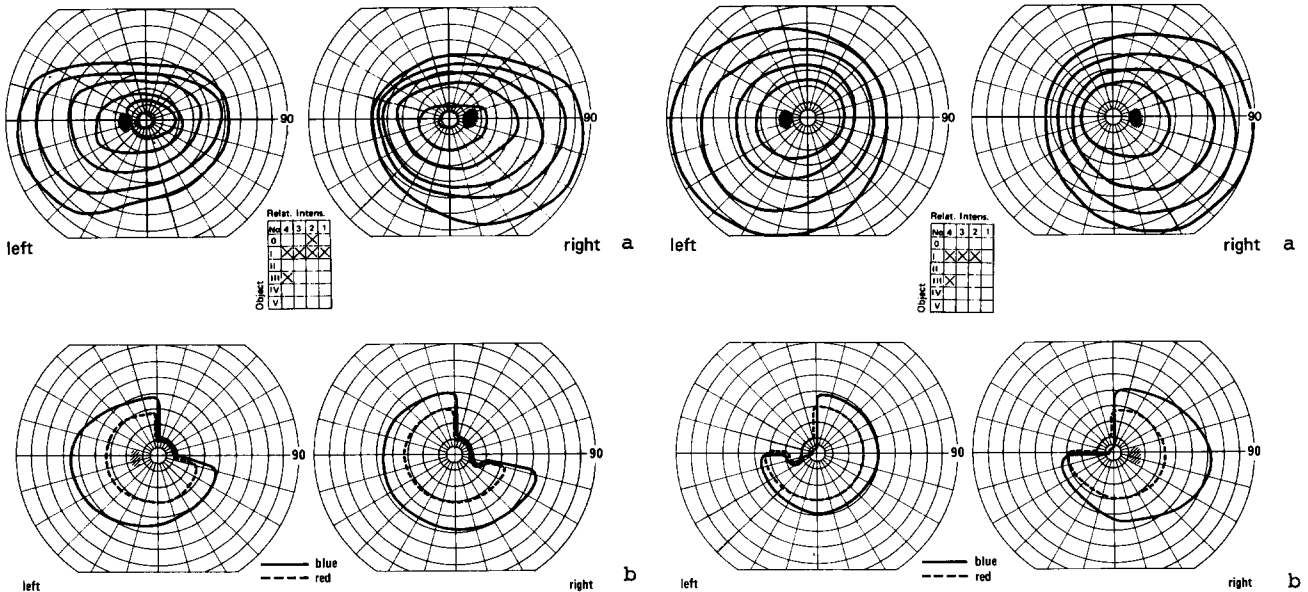 90
90
90
90
Relat. Intens.
No 4 3 2 1
0
I
II
III
IV
V
Object
left
right
a
Relat. Intens.
No 4 3 2 1
0
I
II
III
IV
V
Object
left
right
a
90
90
90
90
blue
red
left
right
b
blue
red
left
right
b